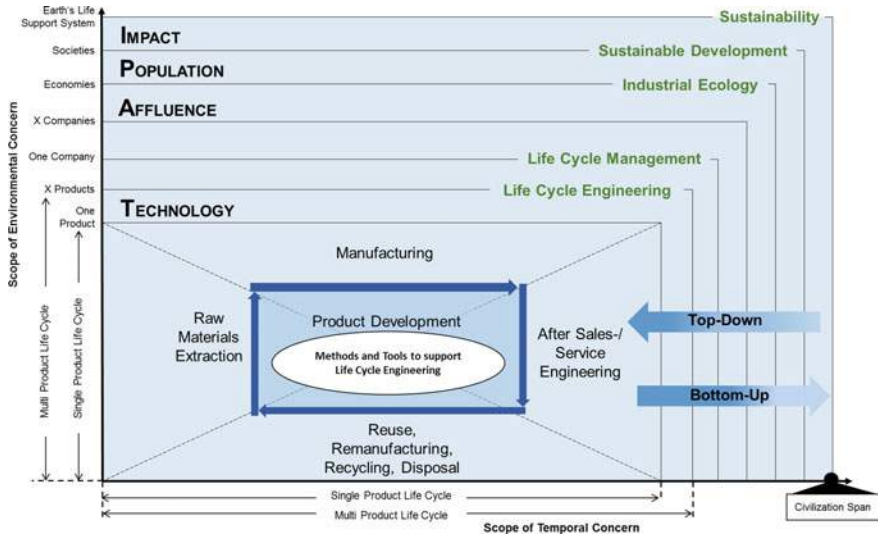 Earth's Life
Support System
Sustainability
IMPACT
Societies
Sustainable Development
POPULATION
Economies
Industrial Ecology
AFFLUENCE
X Companies
One Company
Life Cycle Management
X Products
Life Cycle Engineering
One
Product
TECHNOLOGY
Scope of Environmental Concern
Multi Product Life Cycle
Single Product Life Cycle
Manufacturing
Raw
Materials
Extraction
Product Development
Methods and Tools to support
Life Cycle Engineering
After Sales-/
Service
Engineering
Reuse,
Remanufacturing,
Recycling, Disposal
Top-Down
Bottom-Up
Single Product Life Cycle
Multi Product Life Cycle
Scope of Temporal Concern
Civilization Span